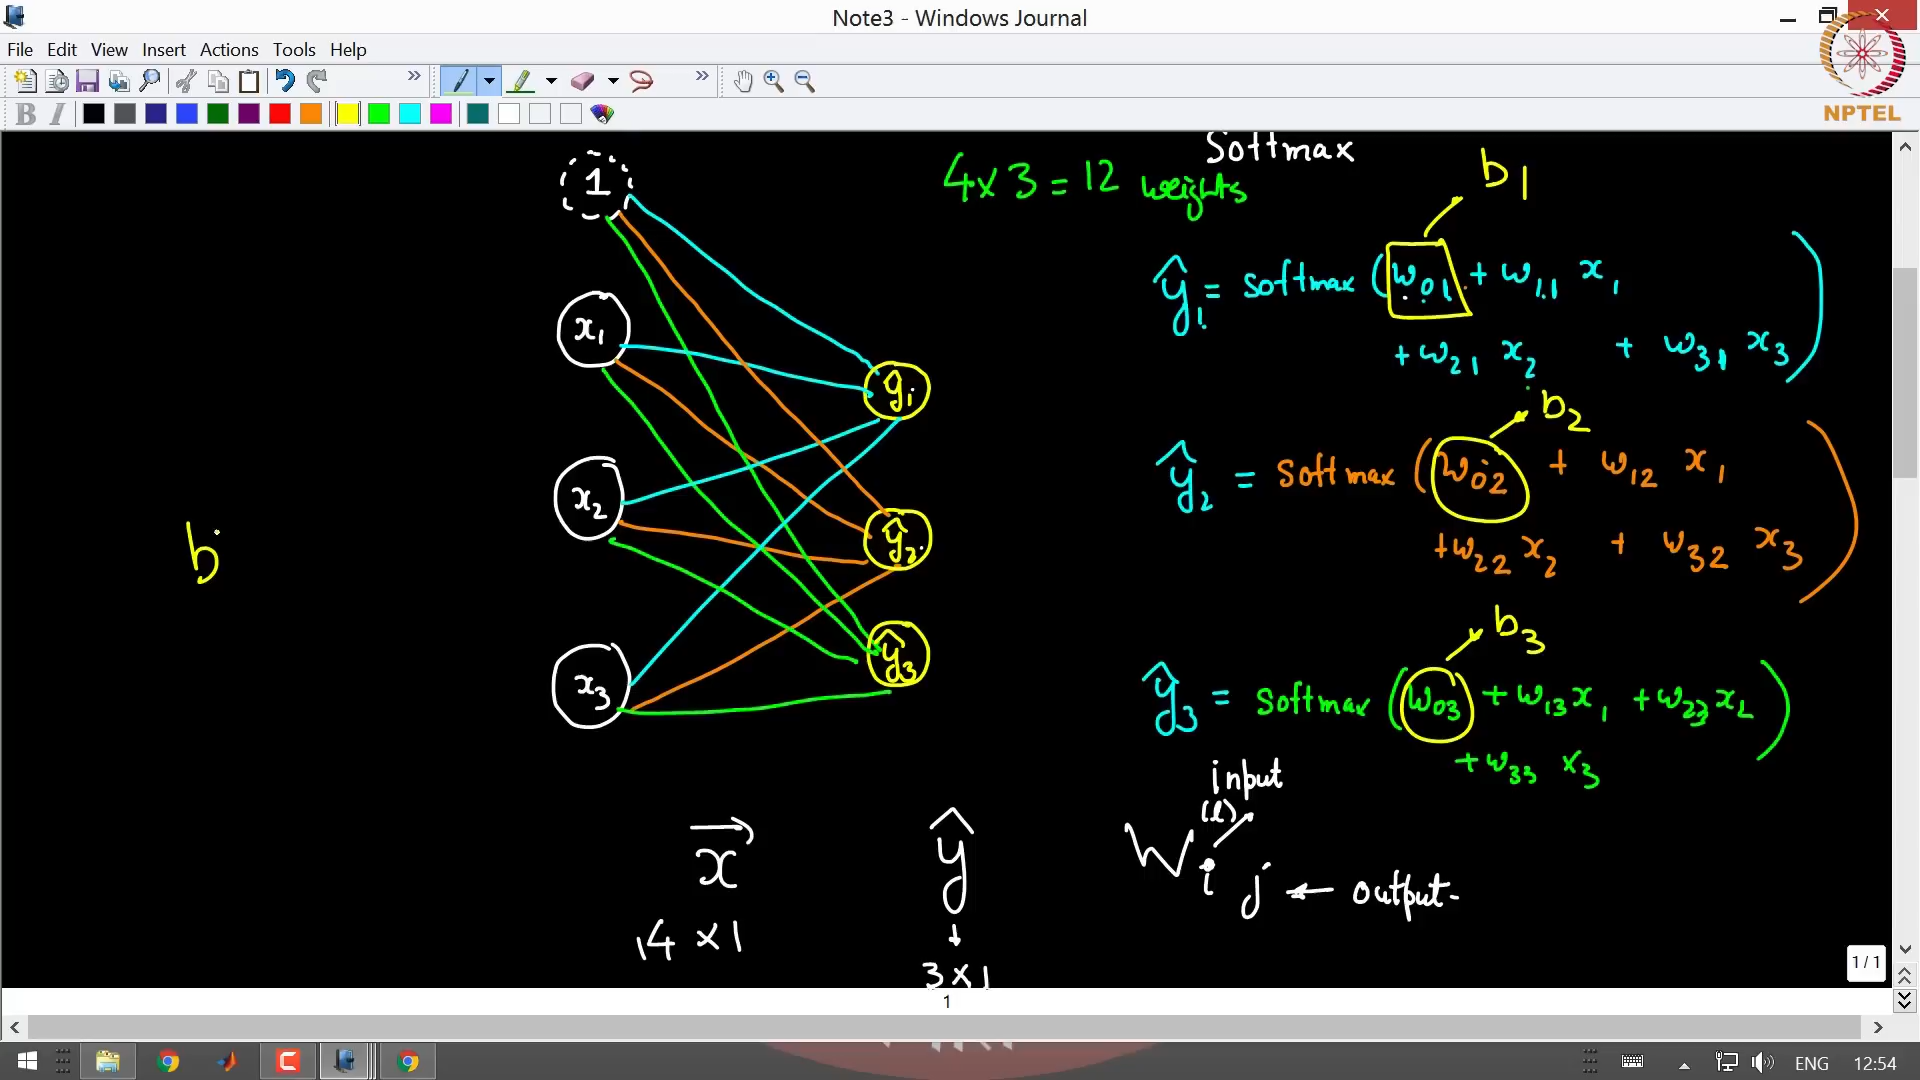 Note3 - Windows Journal
File Edit View Insert Actions Tools Help
NPTEL
B I
Softmax
4 x 3 = 12 weights
b1
1
ŷ1 = softmax (w01 + w11 x1
+ w21 x2 + w31 x3)
x1
ŷ1
b2
ŷ2 = softmax (w02 + w12 x1
+ w22 x2 + w32 x3)
x2
ŷ2
b
b3
ŷ3 = softmax (w03 + w13 x1 + w23 x2
+ w33 x3)
x3
ŷ3
input
(l)
W i j ← output
x⃗
ŷ
4 x 1
3 x 1
1 / 1
1
ENG 12:54